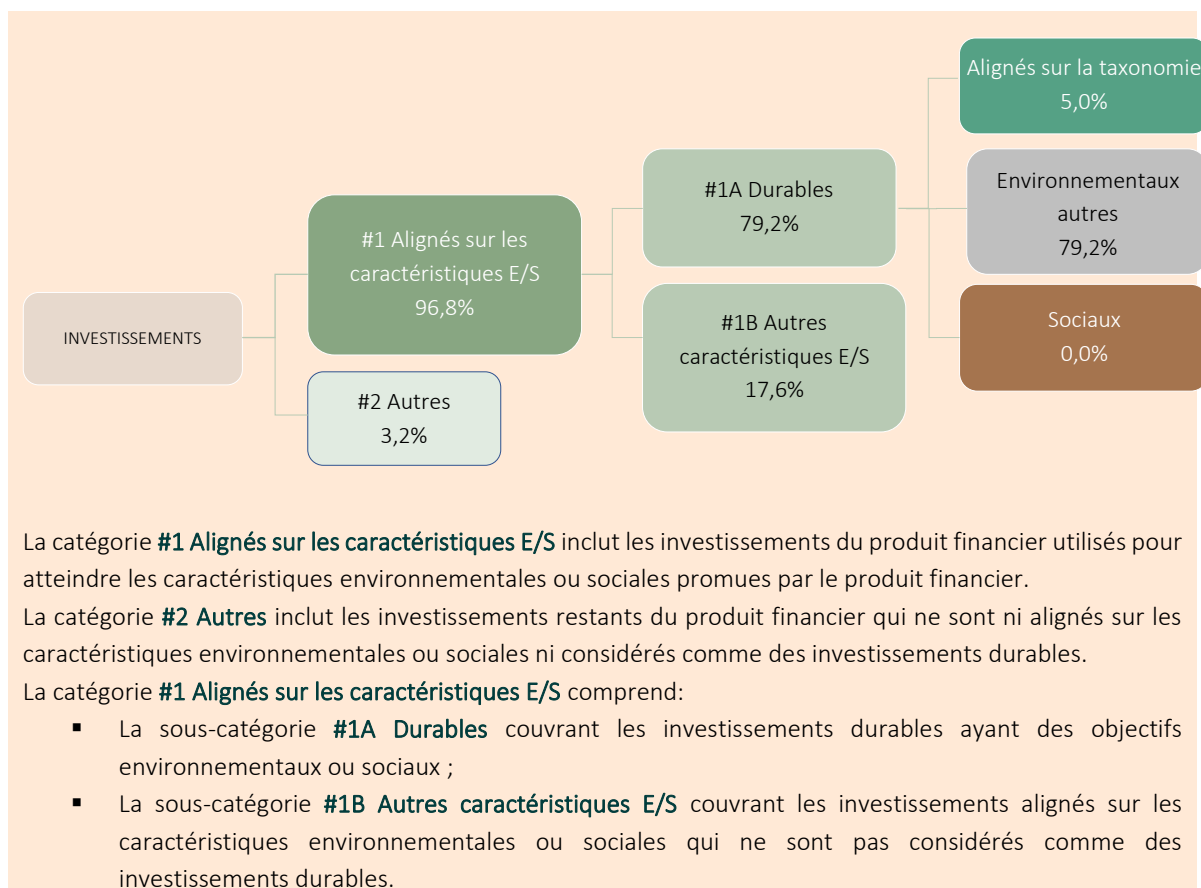 INVESTISSEMENTS
#1 Alignés sur les
caractéristiques E/S
96,8%
#2 Autres
3,2%
#1A Durables
79,2%
#1B Autres
caractéristiques E/S
17,6%
Alignés sur la taxonomie
5,0%
Environnementaux
autres
79,2%
Sociaux
0,0%
La catégorie #1 Alignés sur les caractéristiques E/S inclut les investissements du produit financier utilisés pour
atteindre les caractéristiques environnementales ou sociales promues par le produit financier.
La catégorie #2 Autres inclut les investissements restants du produit financier qui ne sont ni alignés sur les
caractéristiques environnementales ou sociales ni considérés comme des investissements durables.
La catégorie #1 Alignés sur les caractéristiques E/S comprend:
▪ La sous-catégorie #1A Durables couvrant les investissements durables ayant des objectifs
environnementaux ou sociaux ;
▪ La sous-catégorie #1B Autres caractéristiques E/S couvrant les investissements alignés sur les
caractéristiques environnementales ou sociales qui ne sont pas considérés comme des
investissements durables.